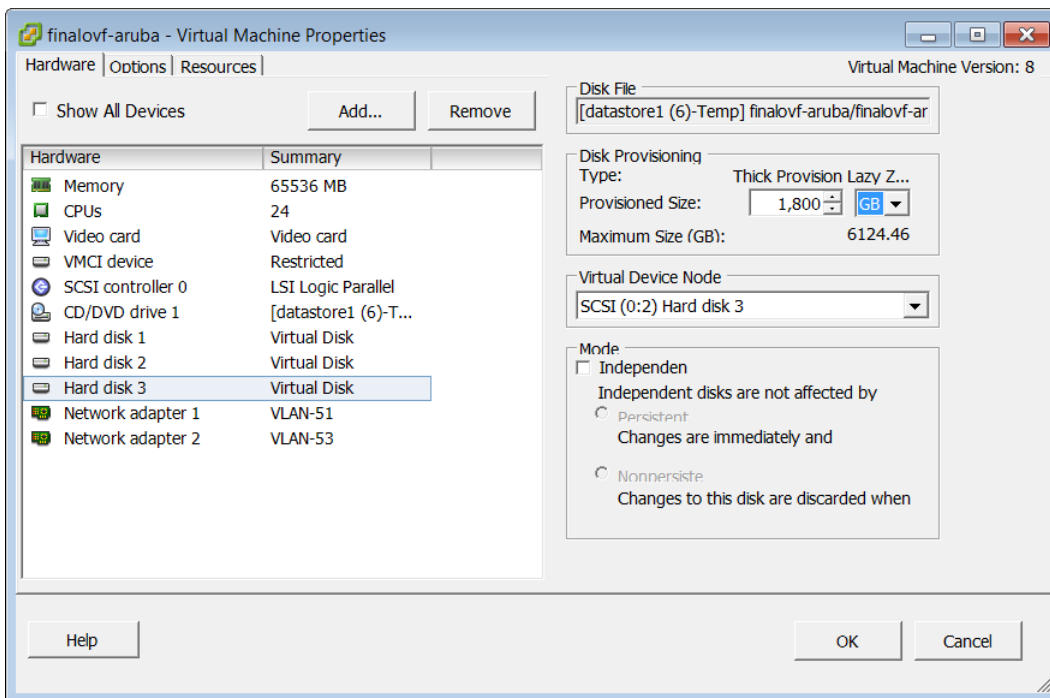 finalovf-aruba - Virtual Machine Properties
Hardware Options Resources
Virtual Machine Version: 8
Show All Devices
Add...
Remove
Hardware Summary
Memory 65536 MB
CPUs 24
Video card Video card
VMCI device Restricted
SCSI controller 0 LSI Logic Parallel
CD/DVD drive 1 [datastore1 (6)-T...
Hard disk 1 Virtual Disk
Hard disk 2 Virtual Disk
Hard disk 3 Virtual Disk
Network adapter 1 VLAN-51
Network adapter 2 VLAN-53
Disk File
[datastore1 (6)-Temp] finalovf-aruba/finalovf-ar
Disk Provisioning
Type: Thick Provision Lazy Z...
Provisioned Size: 1,800 GB
Maximum Size (GB): 6124.46
Virtual Device Node
SCSI (0:2) Hard disk 3
Mode
Independen
Independent disks are not affected by
Persistent
Changes are immediately and
Nonpersiste
Changes to this disk are discarded when
Help
OK
Cancel